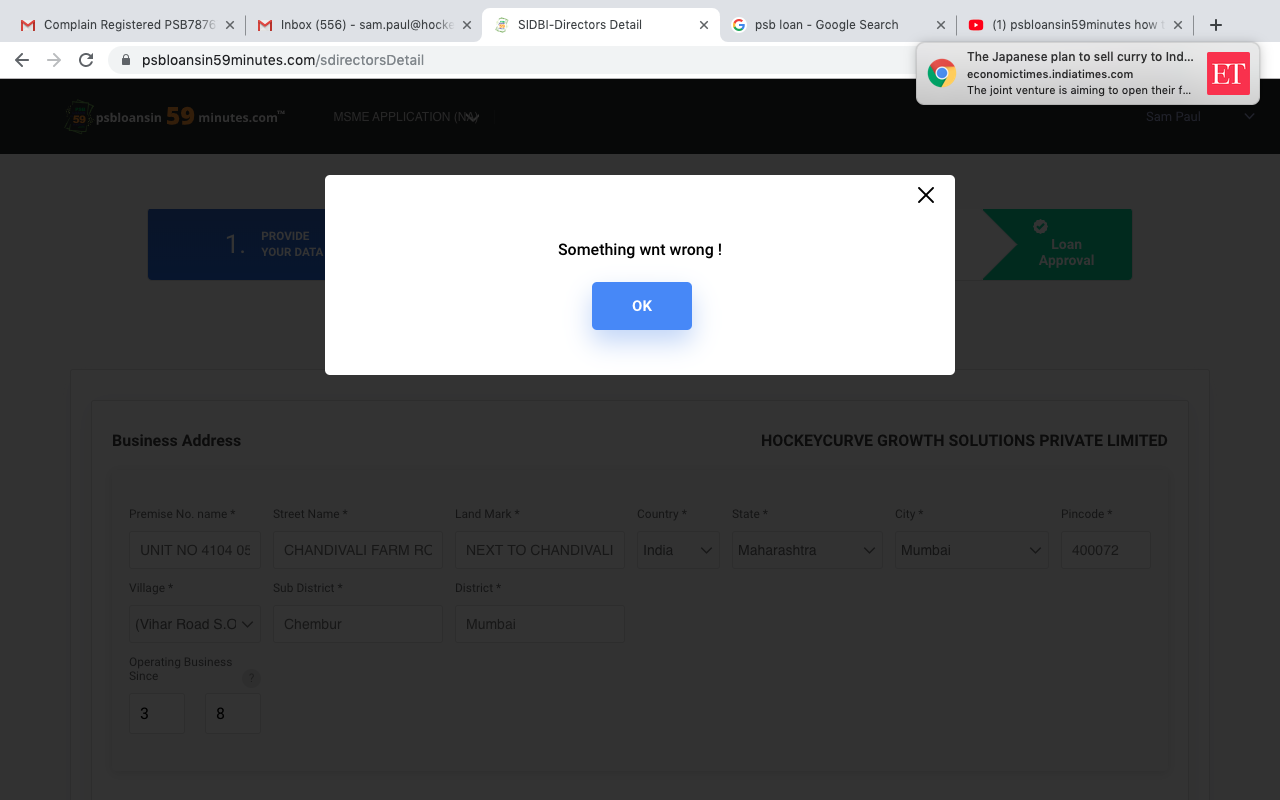 Complain Registered PSB7876
Inbox (556) - sam.paul@hocke
SIDBI-Directors Detail
psb loan - Google Search
(1) psbloansin59minutes how t
psbloansin59minutes.com/sdirectorsDetail
The Japanese plan to sell curry to Ind...
economictimes.indiatimes.com
The joint venture is aiming to open their f...
ET
59
psbloansin 59 minutes.com™
MSME APPLICATION (NA)
Sam Paul
1. PROVIDE
YOUR DATA
Loan
Approval
Something wnt wrong !
OK
Business Address
HOCKEYCURVE GROWTH SOLUTIONS PRIVATE LIMITED
Premise No. name * Street Name * Land Mark * Country * State * City * Pincode *
UNIT NO 4104 05 CHANDIVALI FARM RO NEXT TO CHANDIVALI India Maharashtra Mumbai 400072
Village * Sub District * District *
(Vihar Road S.O Chembur Mumbai
Operating Business
Since ?
3 8